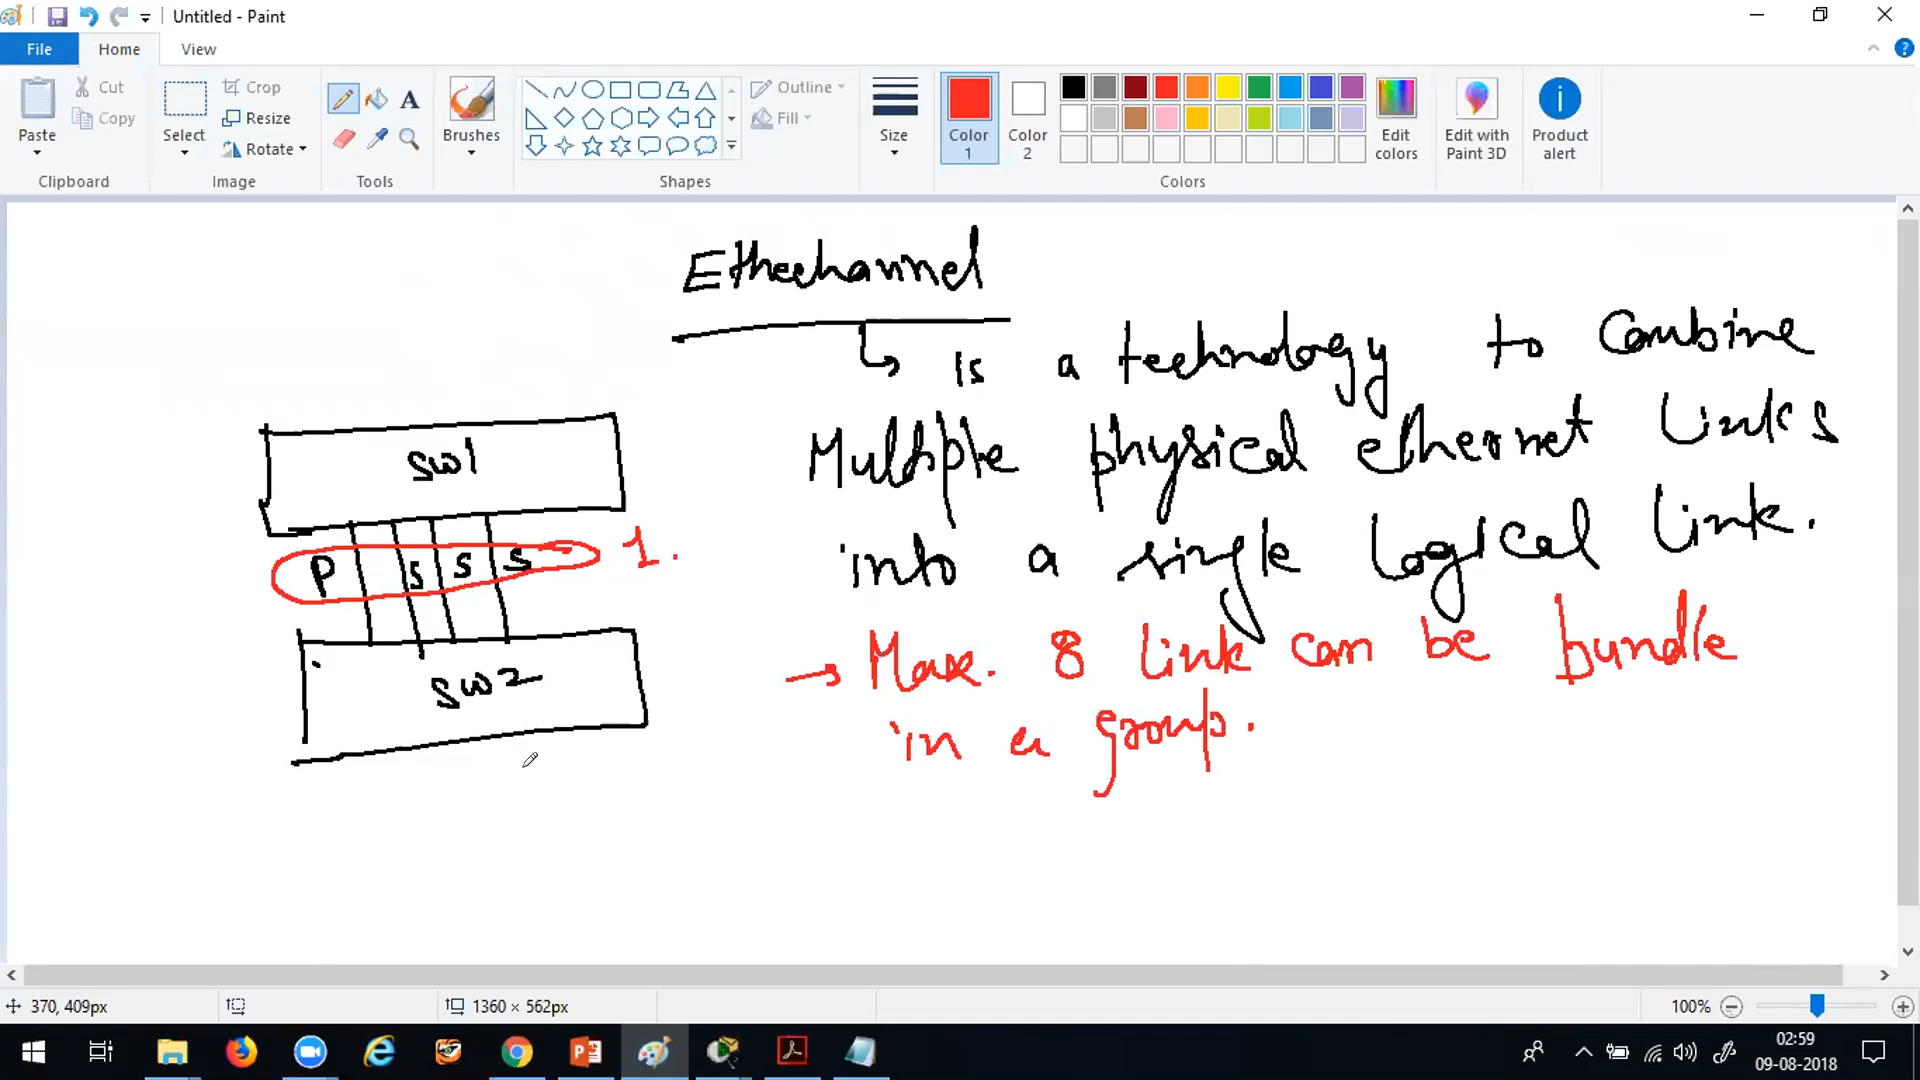 Untitled - Paint
File Home View
Cut
Copy
Paste
Clipboard
Crop
Resize
Rotate
Select
Image
Tools
Brushes
Shapes
Outline
Fill
Size
Color 1
Color 2
Edit colors
Colors
Edit with Paint 3D
Product alert
Etherchannel
Is a technology to Combine
Multiple physical ethernet Links
into a single logical link.
→ Max. 8 link can be bundle
in a group.
SW1
P S S S 1.
SW2
370, 409px
1360 × 562px
100%
02:59
09-08-2018